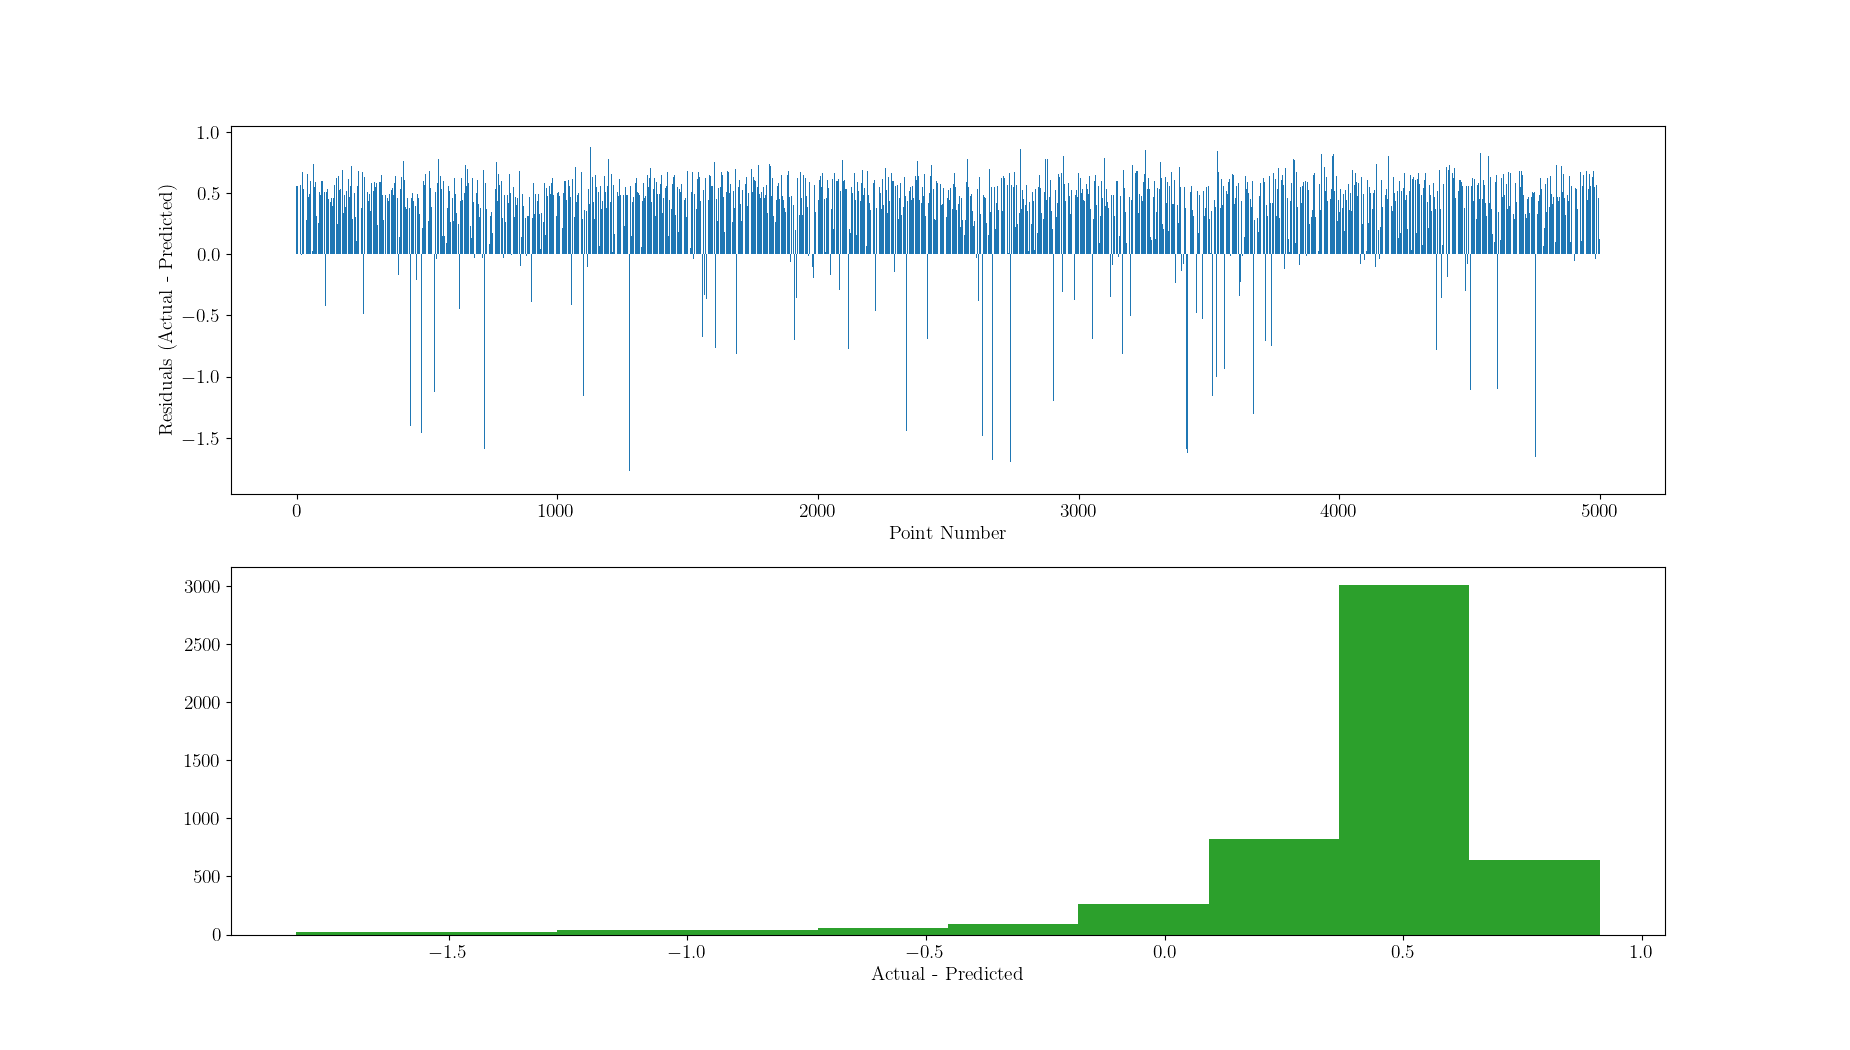 1.0
0.5
0.0
−0.5
−1.0
−1.5
Residuals (Actual - Predicted)
0 1000 2000 3000 4000 5000
Point Number
3000
2500
2000
1500
1000
500
0
−1.5 −1.0 −0.5 0.0 0.5 1.0
Actual - Predicted